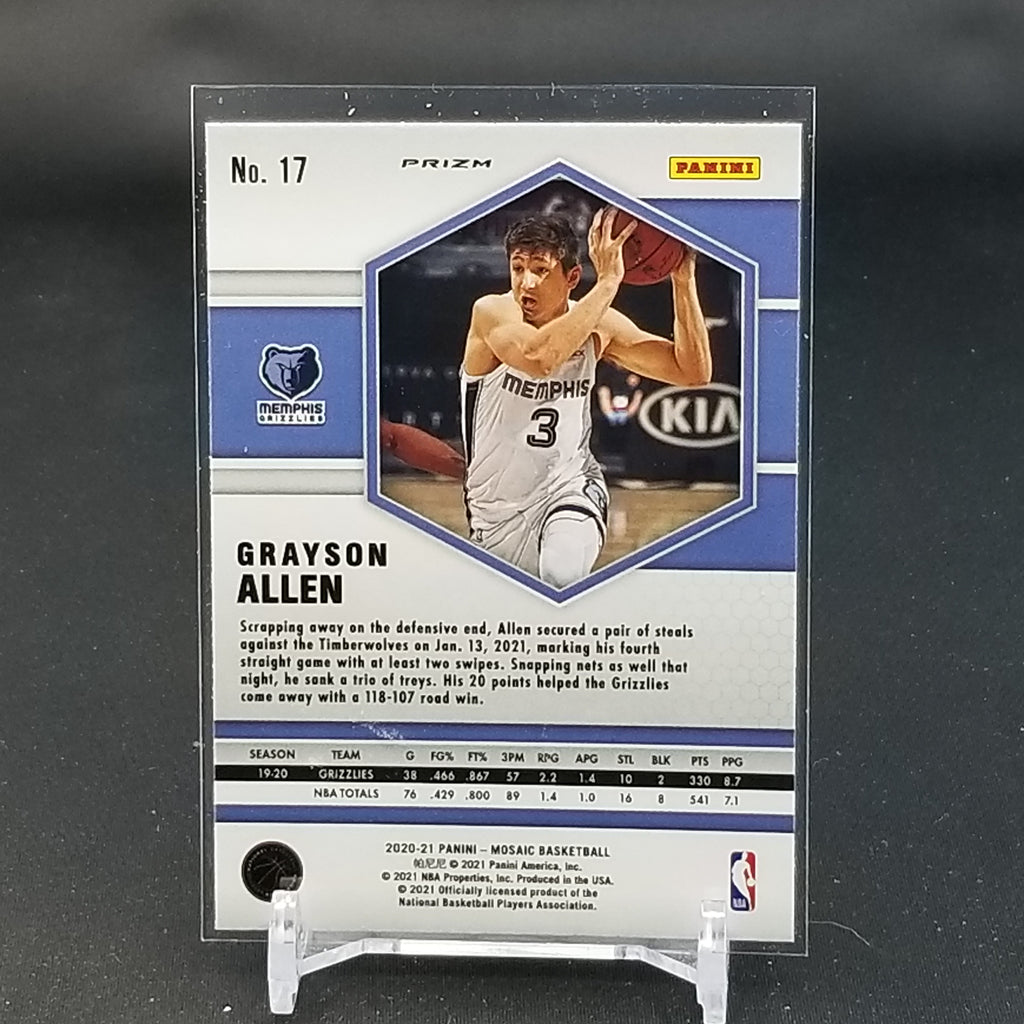 No. 17
PRIZM
PANINI
MEMPHIS
3
KIA
MEMPHIS
GRIZZLIES
GRAYSON
ALLEN
Scrapping away on the defensive end, Allen secured a pair of steals
against the Timberwolves on Jan. 13, 2021, marking his fourth
straight game with at least two swipes. Snapping nets as well that
night, he sank a trio of treys. His 20 points helped the Grizzlies
come away with a 118-107 road win.
SEASON TEAM G FG% FT% 3PM RPG APG STL BLK PTS PPG
19-20 GRIZZLIES 38 .466 .867 57 2.2 1.4 10 2 330 8.7
NBA TOTALS 76 .429 .800 89 1.4 1.0 16 8 541 7.1
2020-21 PANINI – MOSAIC BASKETBALL
帕尼尼 © 2021 Panini America, Inc.
© 2021 NBA Properties, Inc. Produced in the USA.
© 2021 Officially licensed product of the
National Basketball Players Association.
NBA